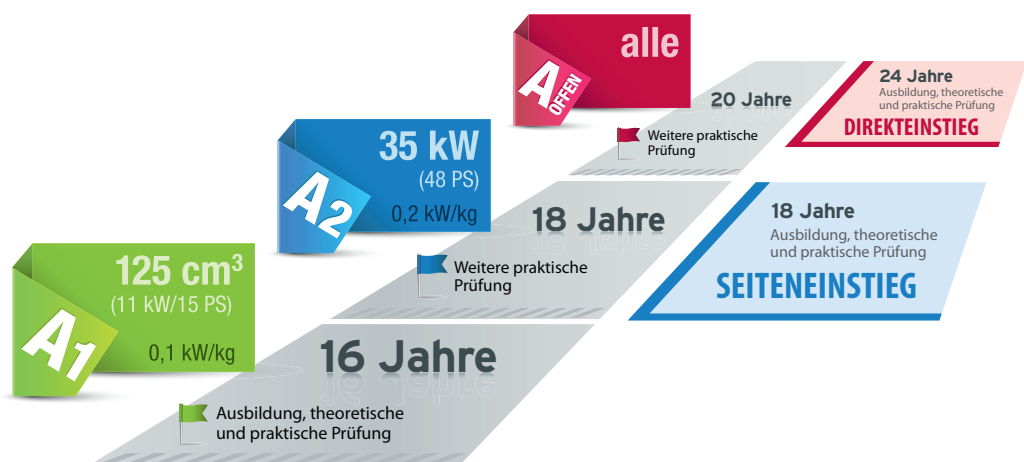 alle
A OFFEN
20 Jahre
Weitere praktische
Prüfung
24 Jahre
Ausbildung, theoretische
und praktische Prüfung
DIREKTEINSTIEG
35 kW
(48 PS)
0,2 kW/kg
A2
18 Jahre
Weitere praktische
Prüfung
18 Jahre
Ausbildung, theoretische
und praktische Prüfung
SEITENEINSTIEG
125 cm³
(11 kW/15 PS)
0,1 kW/kg
A1
16 Jahre
Ausbildung, theoretische
und praktische Prüfung